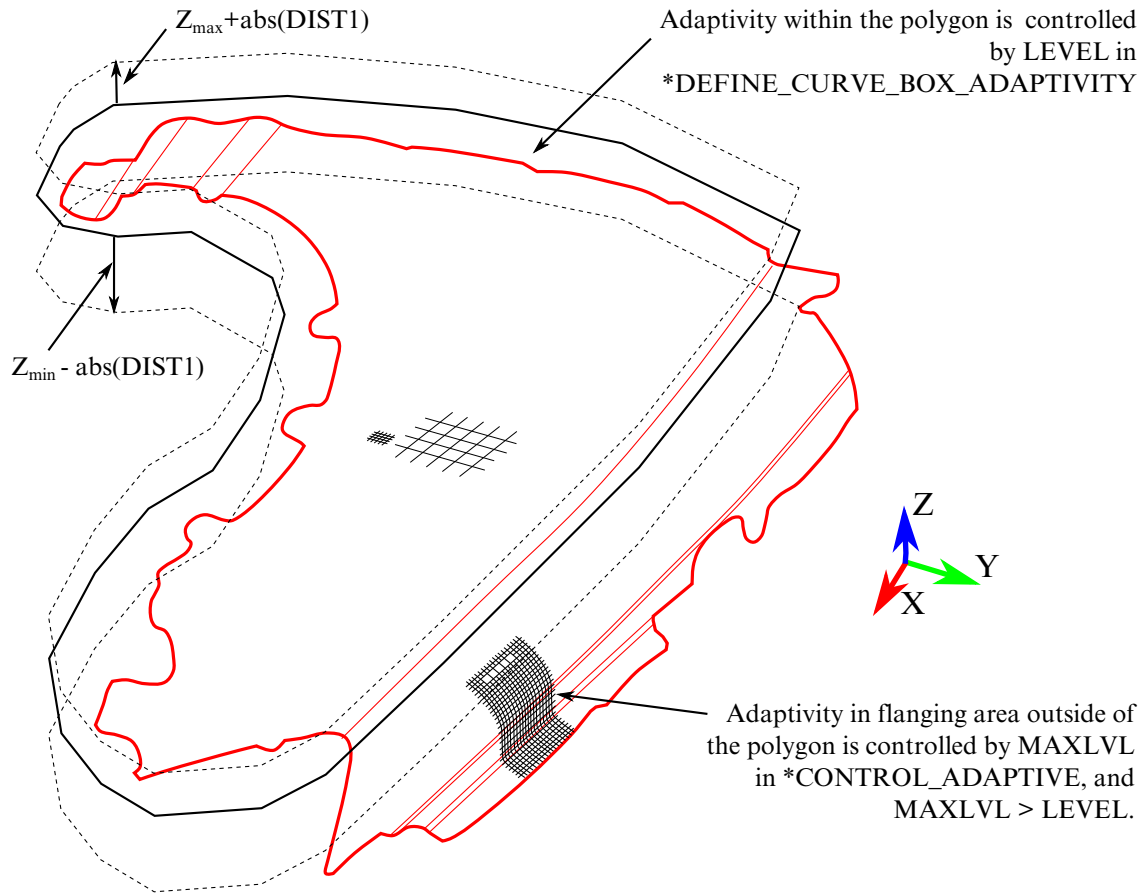 Zmax+abs(DIST1)
Adaptivity within the polygon is controlled
by LEVEL in
*DEFINE_CURVE_BOX_ADAPTIVITY
Zmin - abs(DIST1)
Z
Y
X
Adaptivity in flanging area outside of
the polygon is controlled by MAXLVL
in *CONTROL_ADAPTIVE, and
MAXLVL > LEVEL.